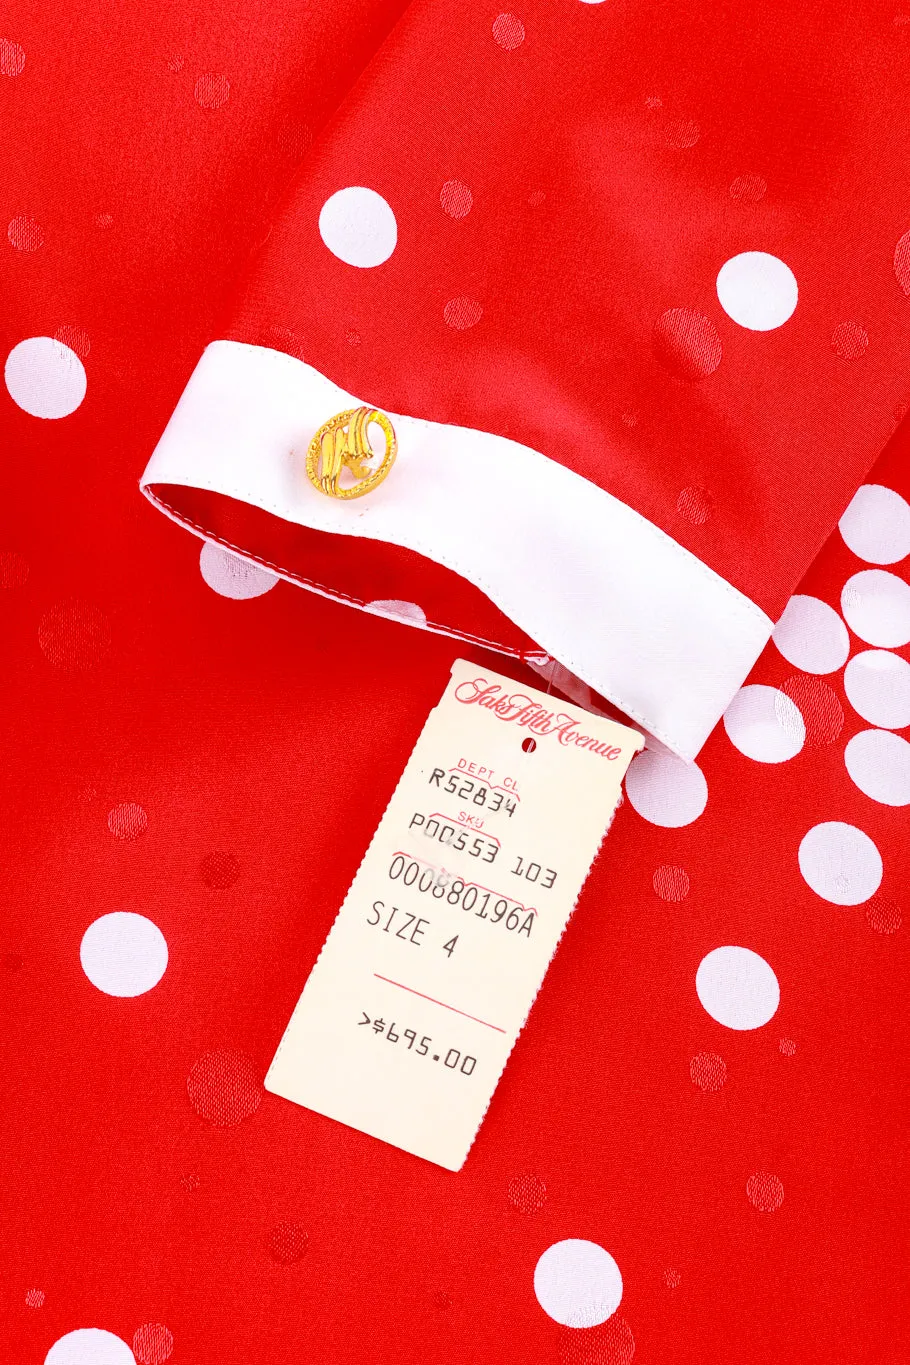 Saks Fifth Avenue
DEPT CL
R52834
SKU
P00553 103
000880196A
SIZE 4
>$695.00